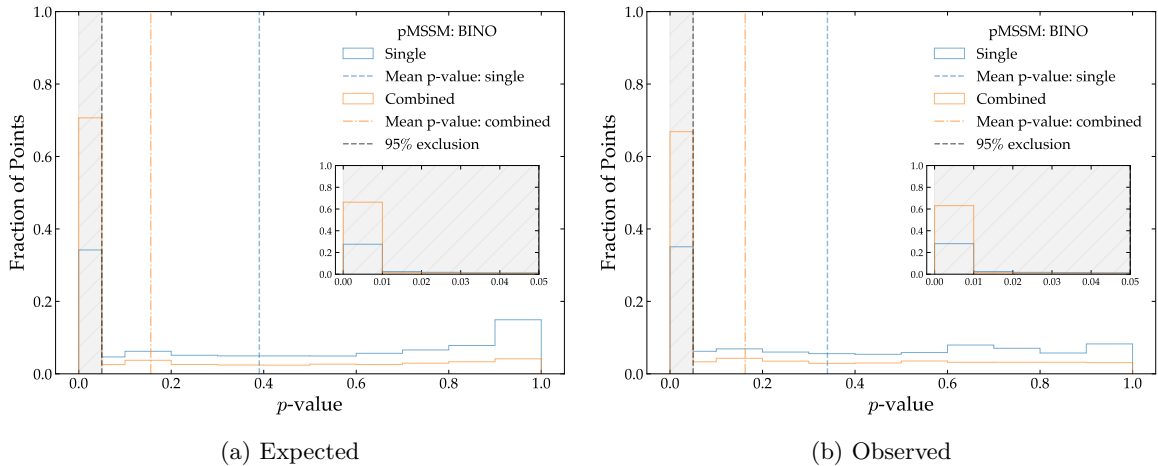 1.0
0.8
0.6
0.4
0.2
0.0
Fraction of Points
pMSSM: BINO
Single
Mean p-value: single
Combined
Mean p-value: combined
95% exclusion
1.0
0.8
0.6
0.4
0.2
0.0
0.00 0.01 0.02 0.03 0.04 0.05
0.0 0.2 0.4 0.6 0.8 1.0
p-value
(a) Expected
1.0
0.8
0.6
0.4
0.2
0.0
Fraction of Points
pMSSM: BINO
Single
Mean p-value: single
Combined
Mean p-value: combined
95% exclusion
1.0
0.8
0.6
0.4
0.2
0.0
0.00 0.01 0.02 0.03 0.04 0.05
0.0 0.2 0.4 0.6 0.8 1.0
p-value
(b) Observed